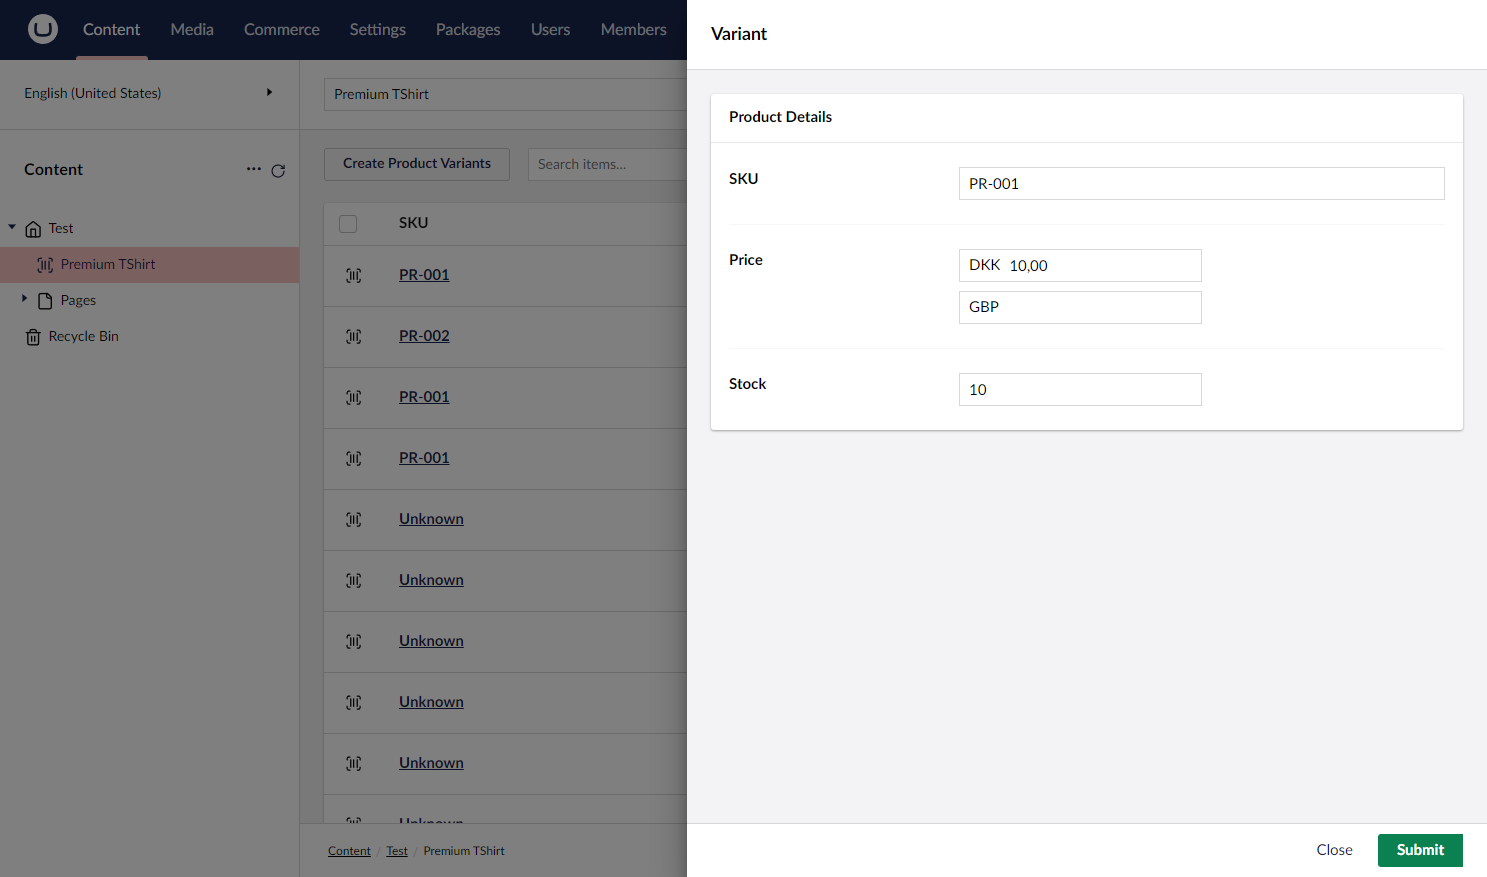 Content Media Commerce Settings Packages Users Members
English (United States)
Content
Test
Premium TShirt
Pages
Recycle Bin
Premium TShirt
Create Product Variants Search items...
SKU
PR-001
PR-002
PR-001
PR-001
Unknown
Unknown
Unknown
Unknown
Unknown
Unknown
Content / Test / Premium TShirt
Variant
Product Details
SKU PR-001
Price DKK 10,00
GBP
Stock 10
Close Submit